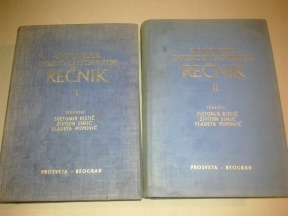 REČNIK
I
IZRADILI
SVETOMIR RISTIĆ
ŽIVOJIN SIMIĆ
VLADETA POPOVIĆ
PROSVETA - BEOGRAD
REČNIK
II
IZRADILI
SVETOMIR RISTIĆ
ŽIVOJIN SIMIĆ
VLADETA POPOVIĆ
PROSVETA - BEOGRAD